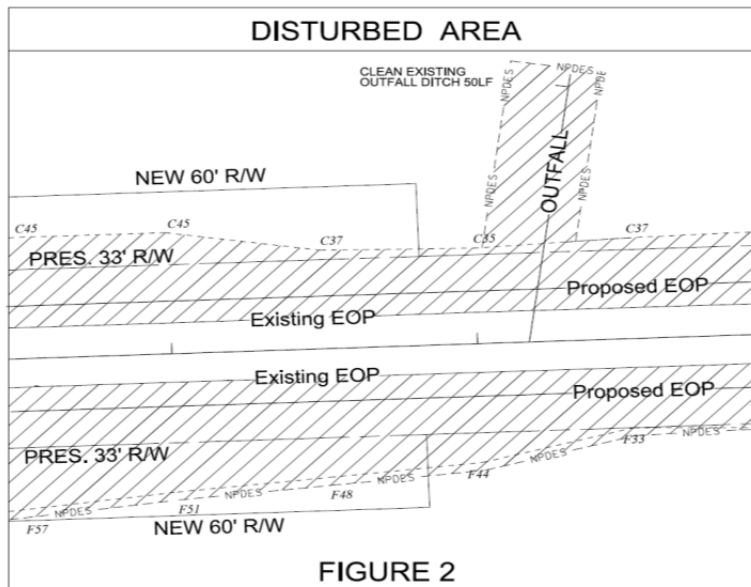 DISTURBED AREA
CLEAN EXISTING
OUTFALL DITCH 50LF
NPDES
NPDES
NPDE
NPDES
NPDES
OUTFALL
NEW 60' R/W
C45
C45
C37
C35
C37
PRES. 33' R/W
Proposed EOP
Existing EOP
Existing EOP
Proposed EOP
PRES. 33' R/W
F57
NPDES
F51
NPDES
F48
NPDES
F44
NPDES
F33
NPDES
NEW 60' R/W
FIGURE 2